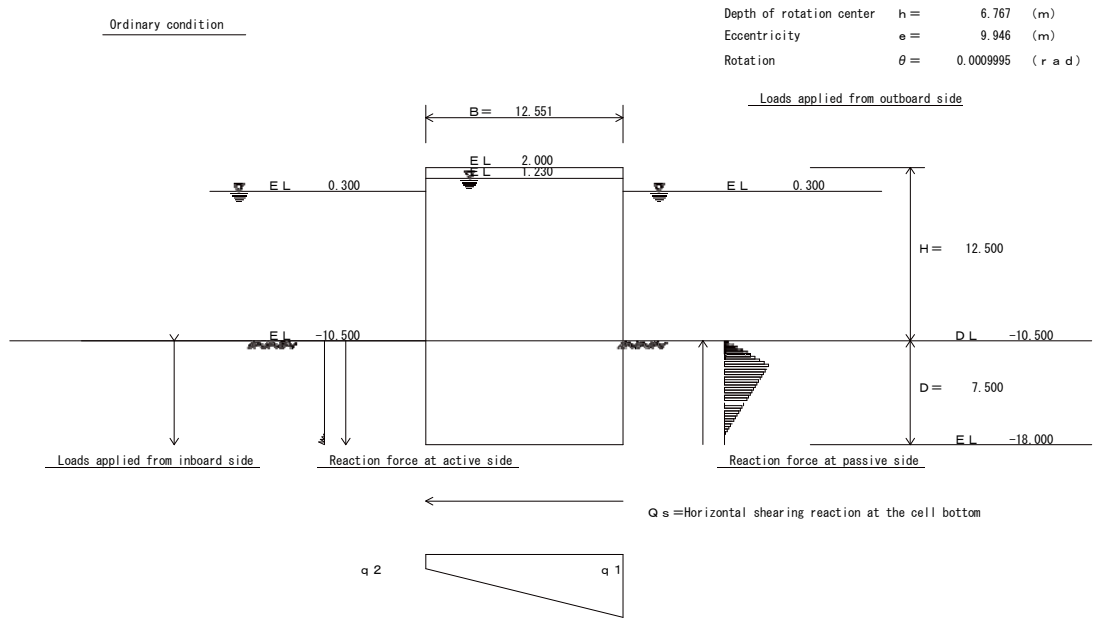 Ordinary condition
Depth of rotation center h＝ 6.767 (m)
Eccentricity e＝ 9.946 (m)
Rotation θ＝ 0.0009995 (rad)
Loads applied from outboard side
B＝ 12.551
EL 2.000
EL 1.230
EL 0.300
EL 0.300
H＝ 12.500
EL -10.500
DL -10.500
D＝ 7.500
EL -18.000
Loads applied from inboard side
Reaction force at active side
Reaction force at passive side
Qs＝Horizontal shearing reaction at the cell bottom
q2
q1